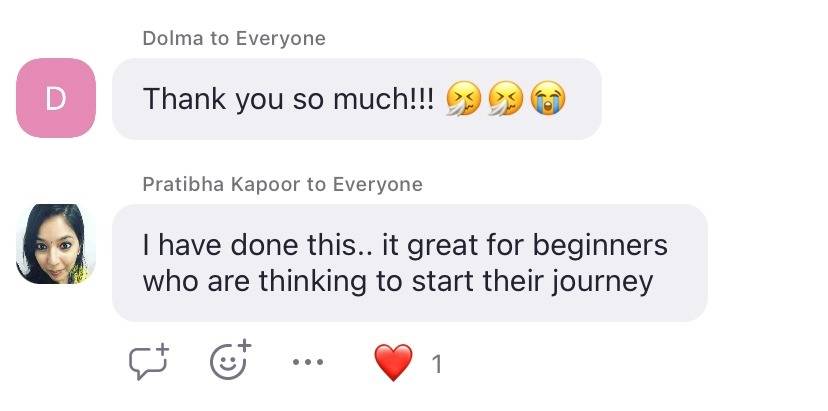 Dolma to Everyone
D
Thank you so much!!! 🤧🤧😭
Pratibha Kapoor to Everyone
I have done this.. it great for beginners
who are thinking to start their journey
❤️ 1